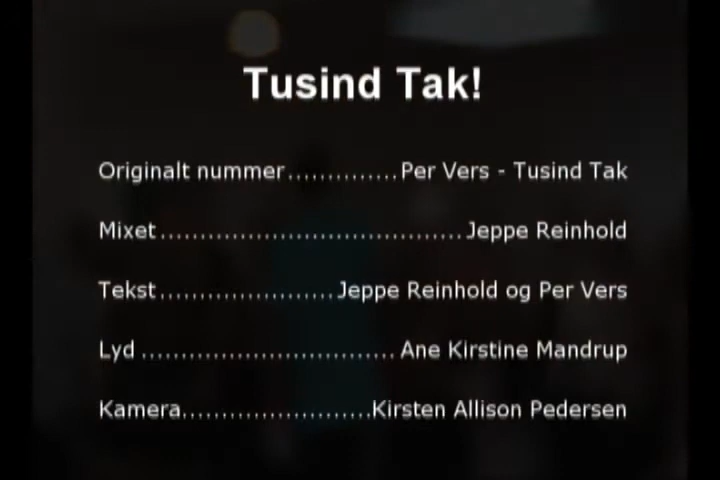 Tusind Tak!
Originalt nummer..............Per Vers - Tusind Tak
Mixet......................................Jeppe Reinhold
Tekst......................Jeppe Reinhold og Per Vers
Lyd ................................ Ane Kirstine Mandrup
Kamera........................Kirsten Allison Pedersen